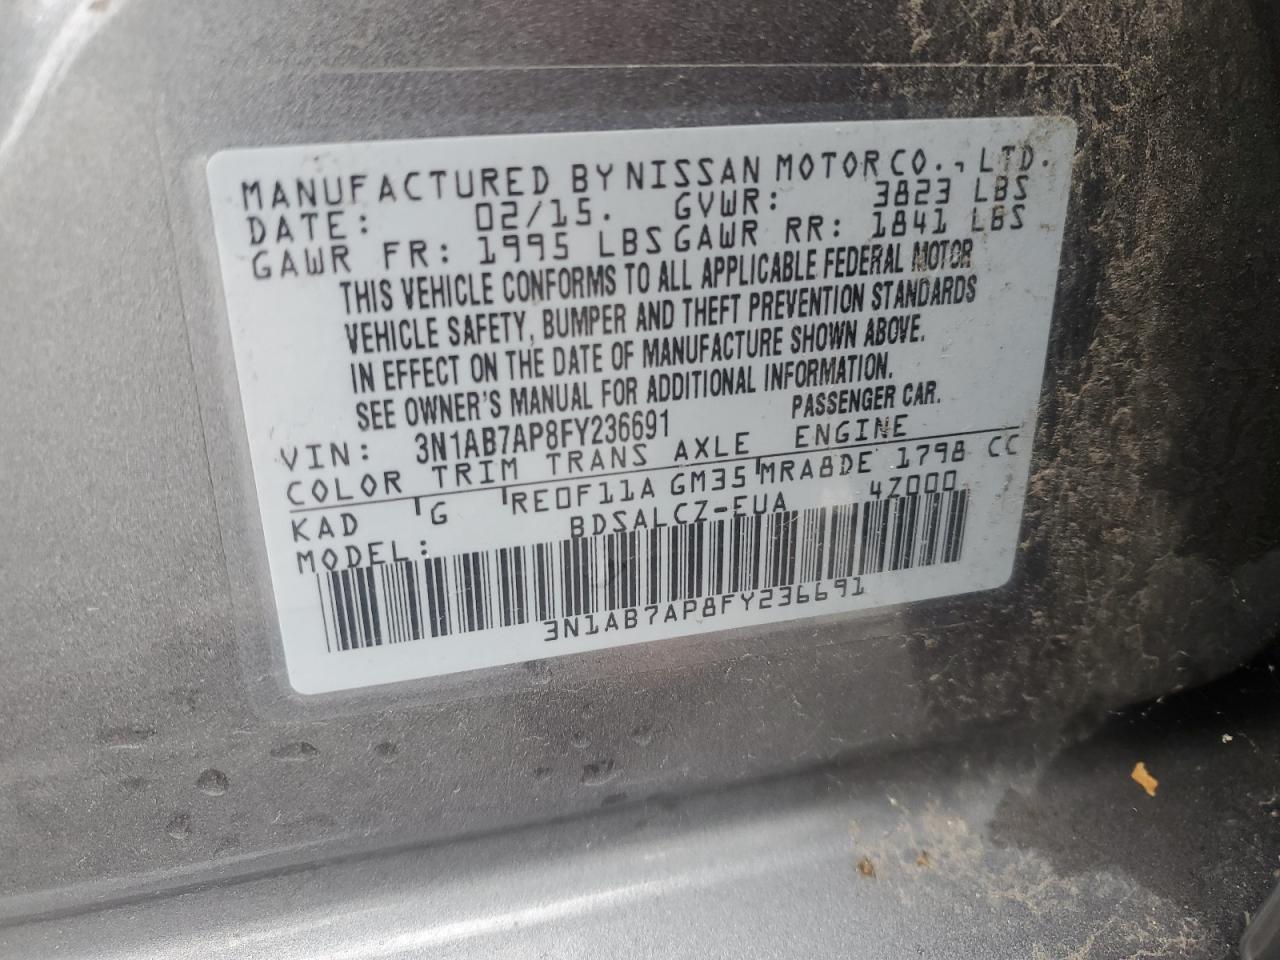 MANUFACTURED BY NISSAN MOTOR CO., LTD.
DATE: 02/15. GVWR: 3823 LBS
GAWR FR: 1995 LBS GAWR RR: 1841 LBS
THIS VEHICLE CONFORMS TO ALL APPLICABLE FEDERAL MOTOR
VEHICLE SAFETY, BUMPER AND THEFT PREVENTION STANDARDS
IN EFFECT ON THE DATE OF MANUFACTURE SHOWN ABOVE.
SEE OWNER'S MANUAL FOR ADDITIONAL INFORMATION.
VIN: 3N1AB7AP8FY236691 PASSENGER CAR.
COLOR TRIM TRANS AXLE ENGINE
KAD G RE0F11A GM35 MRA8DE 1798 CC
MODEL: BDSALCZ-EUA 4Z000
3N1AB7AP8FY236691